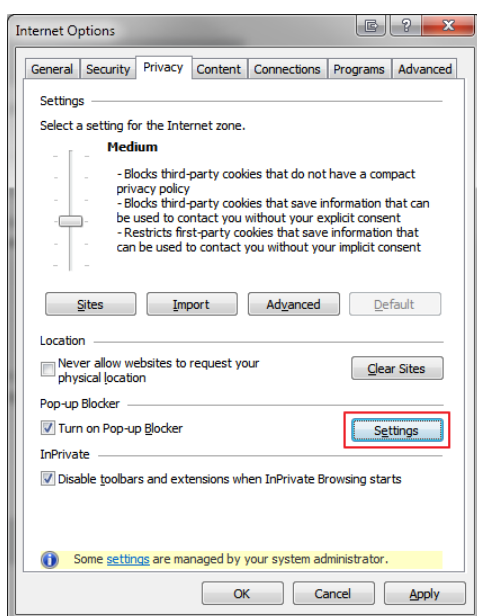 Internet Options
General Security Privacy Content Connections Programs Advanced
Settings
Select a setting for the Internet zone.
Medium
- Blocks third-party cookies that do not have a compact
privacy policy
- Blocks third-party cookies that save information that can
be used to contact you without your explicit consent
- Restricts first-party cookies that save information that
can be used to contact you without your implicit consent
Sites Import Advanced Default
Location
Never allow websites to request your
physical location
Clear Sites
Pop-up Blocker
Turn on Pop-up Blocker
Settings
InPrivate
Disable toolbars and extensions when InPrivate Browsing starts
Some settings are managed by your system administrator.
OK Cancel Apply